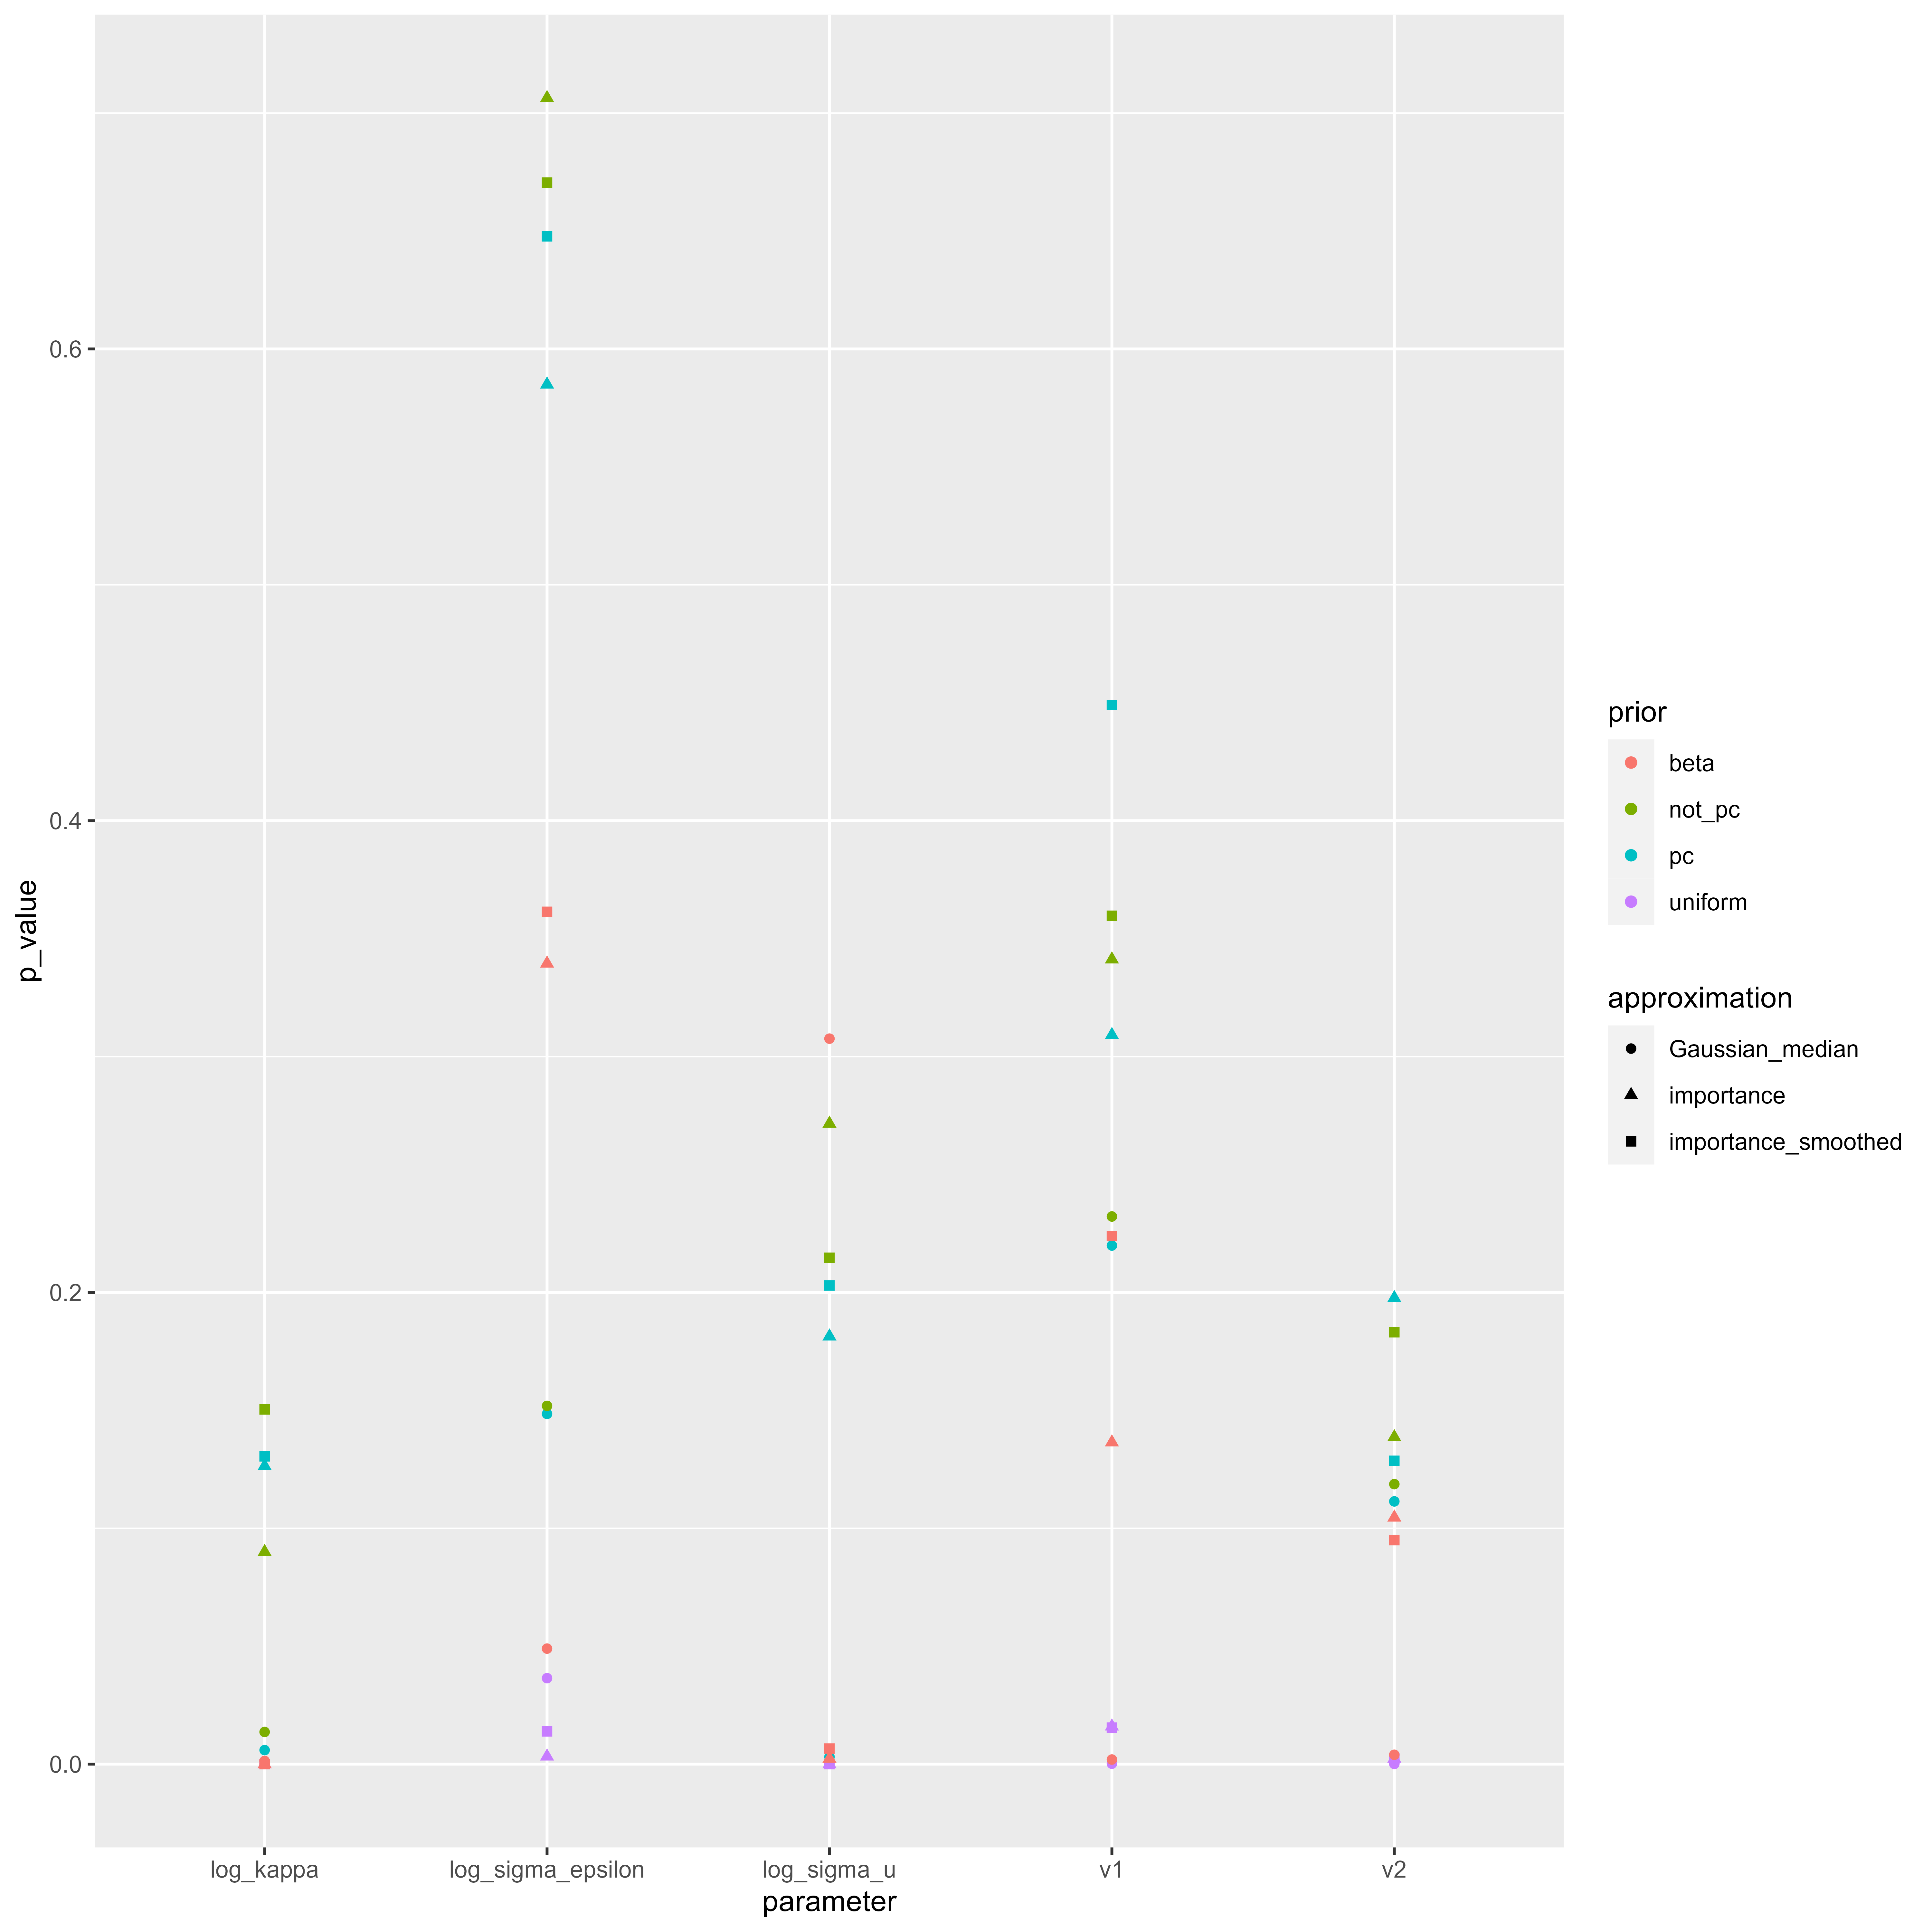 p_value
0.6
0.4
0.2
0.0
log_kappa
log_sigma_epsilon
log_sigma_u
v1
v2
parameter
prior
beta
not_pc
pc
uniform
approximation
Gaussian_median
importance
importance_smoothed